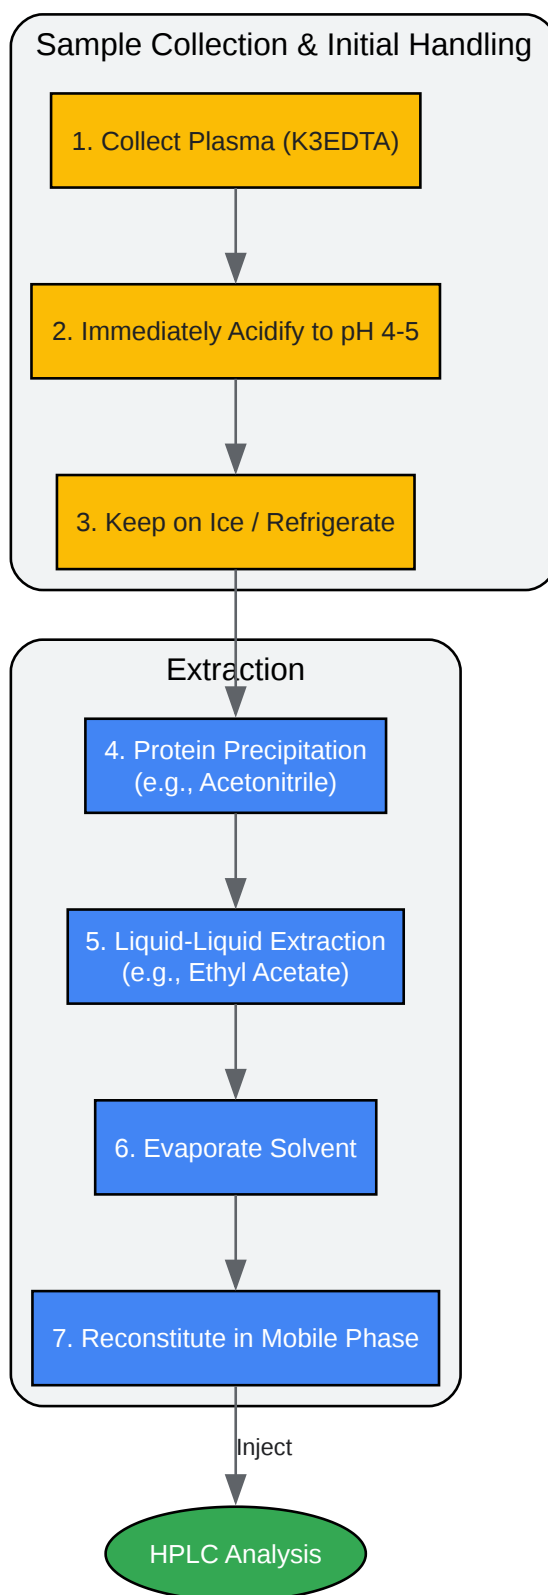 Sample Collection & Initial Handling
1. Collect Plasma (K3EDTA)
2. Immediately Acidify to pH 4-5
3. Keep on Ice / Refrigerate
Extraction
4. Protein Precipitation
(e.g., Acetonitrile)
5. Liquid-Liquid Extraction
(e.g., Ethyl Acetate)
6. Evaporate Solvent
7. Reconstitute in Mobile Phase
Inject
HPLC Analysis